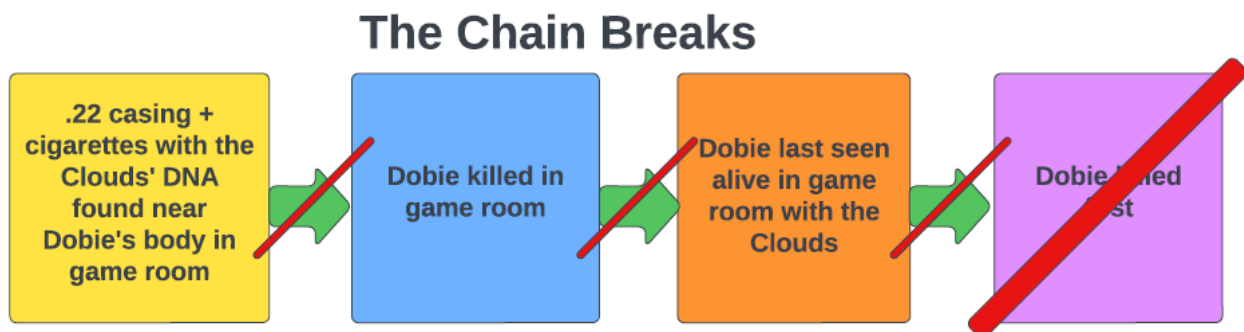 The Chain Breaks
.22 casing +
cigarettes with the
Clouds' DNA
found near
Dobie's body in
game room
Dobie killed in
game room
Dobie last seen
alive in game
room with the
Clouds
Dobie